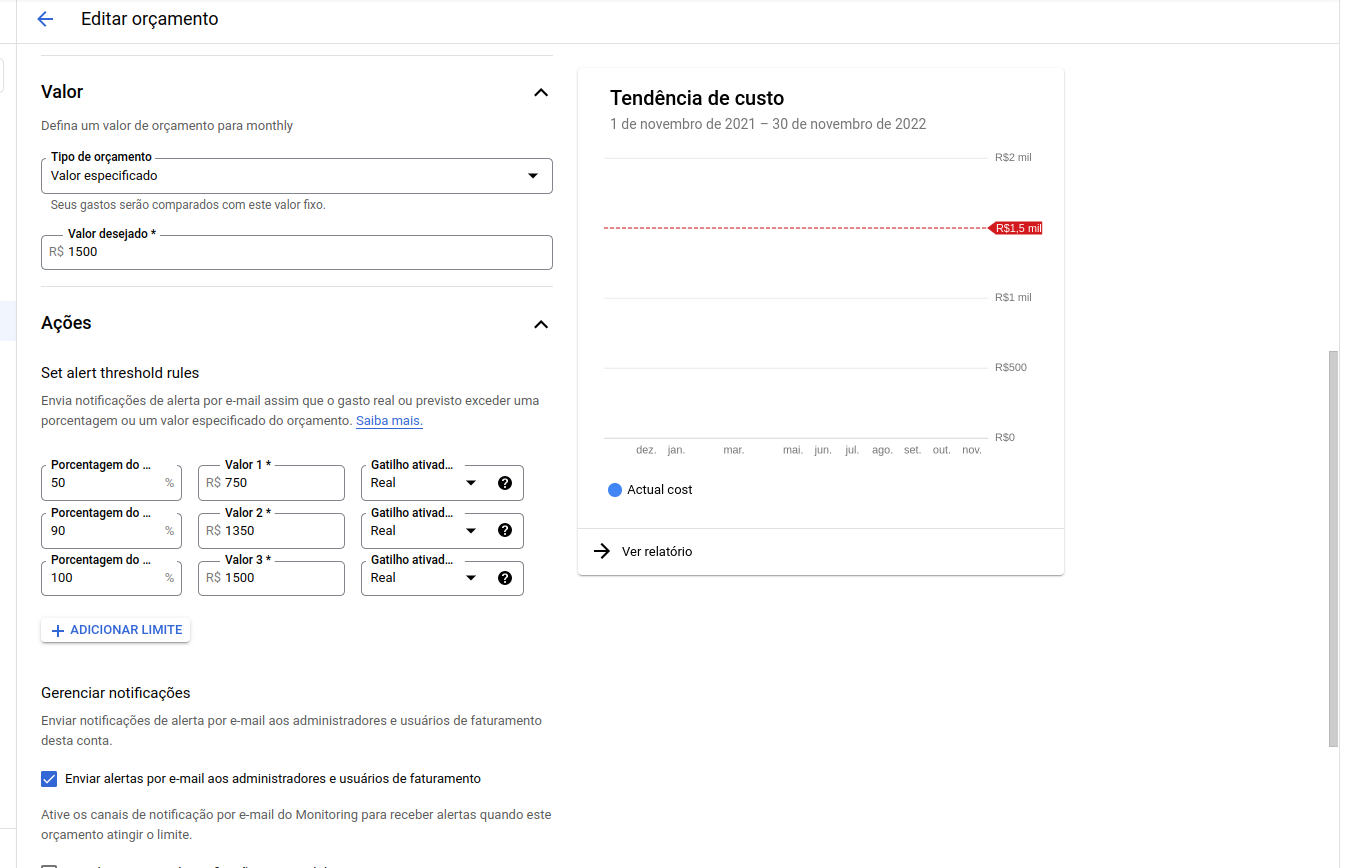 Editar orçamento
Valor
Defina um valor de orçamento para monthly
Tipo de orçamento
Valor especificado
Seus gastos serão comparados com este valor fixo.
Valor desejado *
R$ 1500
Ações
Set alert threshold rules
Envia notificações de alerta por e-mail assim que o gasto real ou previsto exceder uma
porcentagem ou um valor especificado do orçamento. Saiba mais.
Porcentagem do ... Valor 1 * Gatilho ativad...
50 % R$ 750 Real
Porcentagem do ... Valor 2 * Gatilho ativad...
90 % R$ 1350 Real
Porcentagem do ... Valor 3 * Gatilho ativad...
100 % R$ 1500 Real
ADICIONAR LIMITE
Gerenciar notificações
Enviar notificações de alerta por e-mail aos administradores e usuários de faturamento
desta conta.
Enviar alertas por e-mail aos administradores e usuários de faturamento
Ative os canais de notificação por e-mail do Monitoring para receber alertas quando este
orçamento atingir o limite.
Tendência de custo
1 de novembro de 2021 – 30 de novembro de 2022
R$2 mil
R$1,5 mil
R$1 mil
R$500
R$0
dez. jan. mar. mai. jun. jul. ago. set. out. nov.
Actual cost
Ver relatório